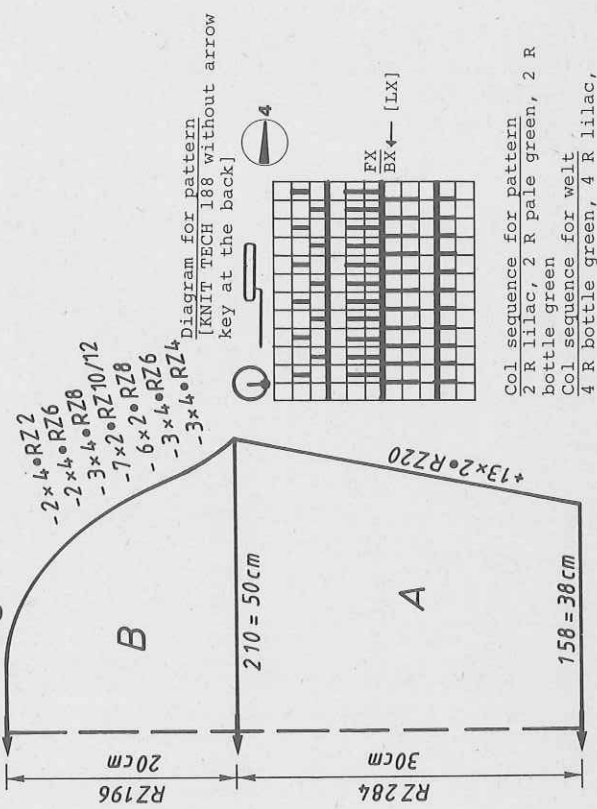 -2×4•RZ2
-2×4•RZ6
-2×4•RZ8
-3×4•RZ10/12
-7×2•RZ8
-6×2•RZ6
-3×4•RZ6
-3×4•RZ4
B
20cm
RZ196
210=50cm
+13×2•RZ20
A
30cm
RZ284
158=38cm
Diagram for pattern
[KNIT TECH 188 without arrow
key at the back]
4
FX
BX ← [LX]
Col sequence for pattern
2 R lilac, 2 R pale green, 2 R
bottle green
Col sequence for welt
4 R bottle green, 4 R lilac,